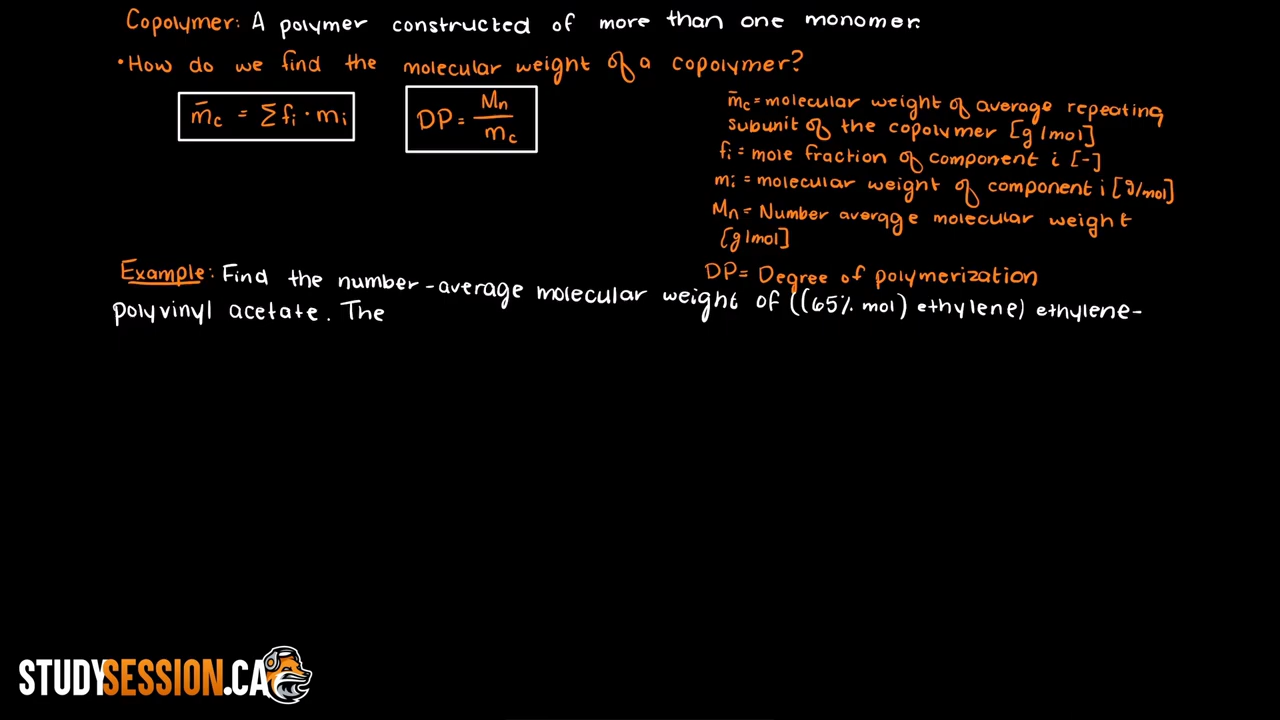 Copolymer: A polymer constructed of more than one monomer.
•How do we find the molecular weight of a copolymer?
m̄c = Σfi · mi
DP = Mn/mc
m̄c = molecular weight of average repeating
subunit of the copolymer [g/mol]
fi = mole fraction of component i [-]
mi = molecular weight of component i [g/mol]
Mn = Number average molecular weight
[g/mol]
DP = Degree of polymerization
Example: Find the number-average molecular weight of ((65% mol) ethylene) ethylene-
polyvinyl acetate. The
STUDYSESSION.CA